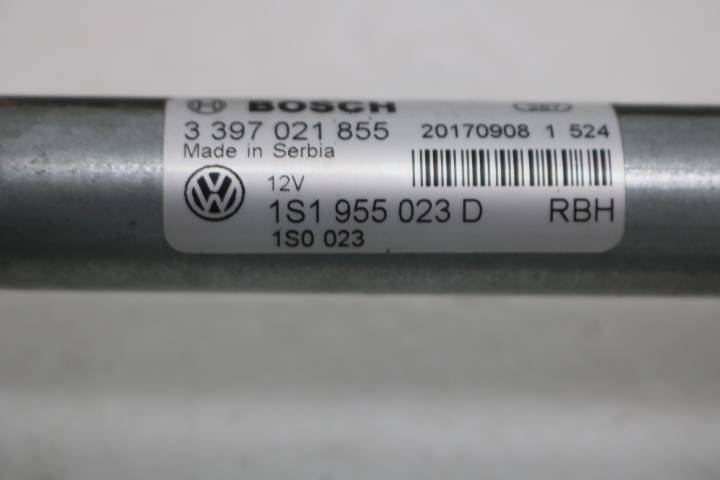 BOSCH
3 397 021 855 20170908 1 524
Made in Serbia
12V
1S1 955 023 D RBH
1S0 023